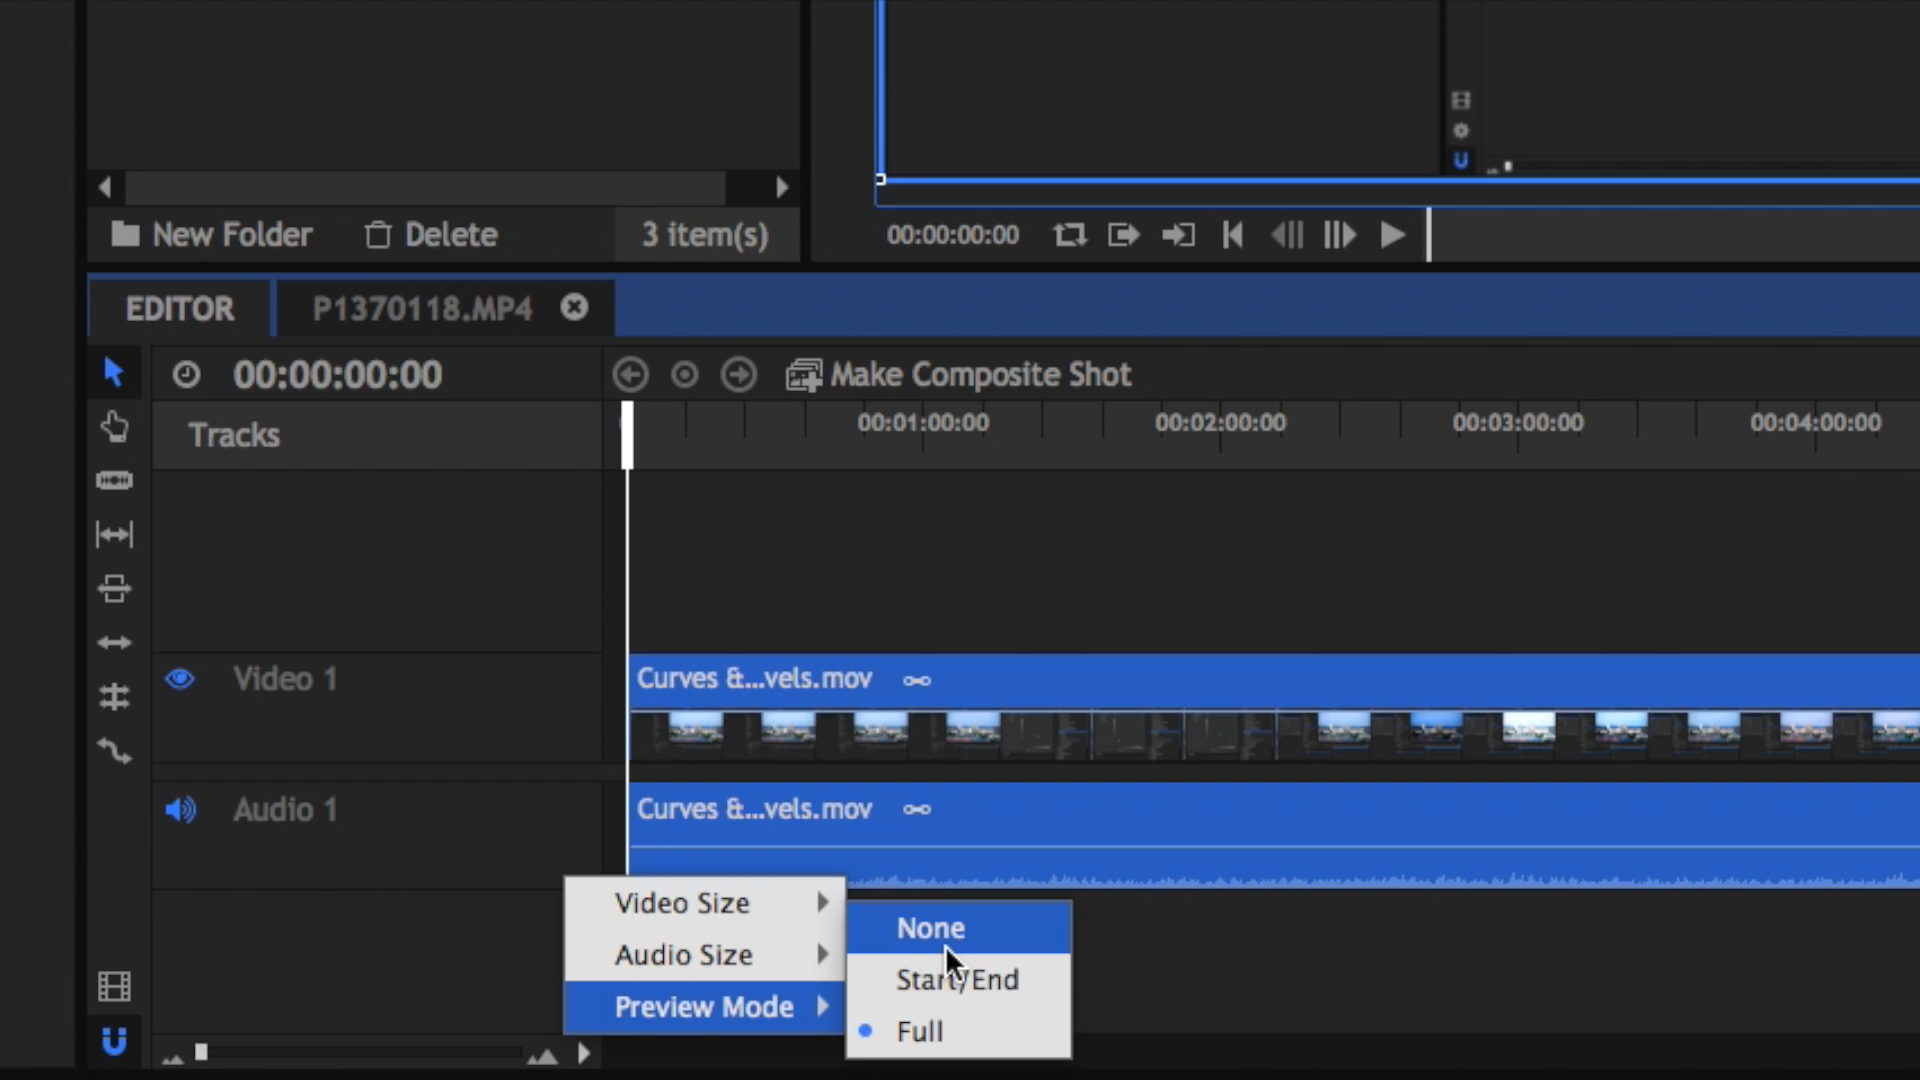 New Folder Delete 3 item(s)
00:00:00:00
EDITOR P1370118.MP4
00:00:00:00 Make Composite Shot
Tracks 00:01:00:00 00:02:00:00 00:03:00:00 00:04:00:00
Video 1 Curves &...vels.mov
Audio 1 Curves &...vels.mov
Video Size
Audio Size
Preview Mode
None
Start/End
Full